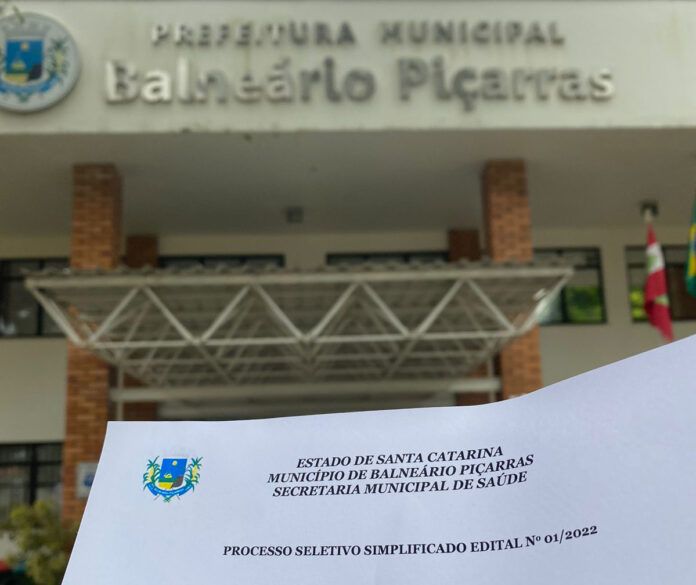 PREFEITURA MUNICIPAL
Balneário Piçarras
ESTADO DE SANTA CATARINA
MUNICÍPIO DE BALNEÁRIO PIÇARRAS
SECRETARIA MUNICIPAL DE SAÚDE
PROCESSO SELETIVO SIMPLIFICADO EDITAL Nº 01/2022